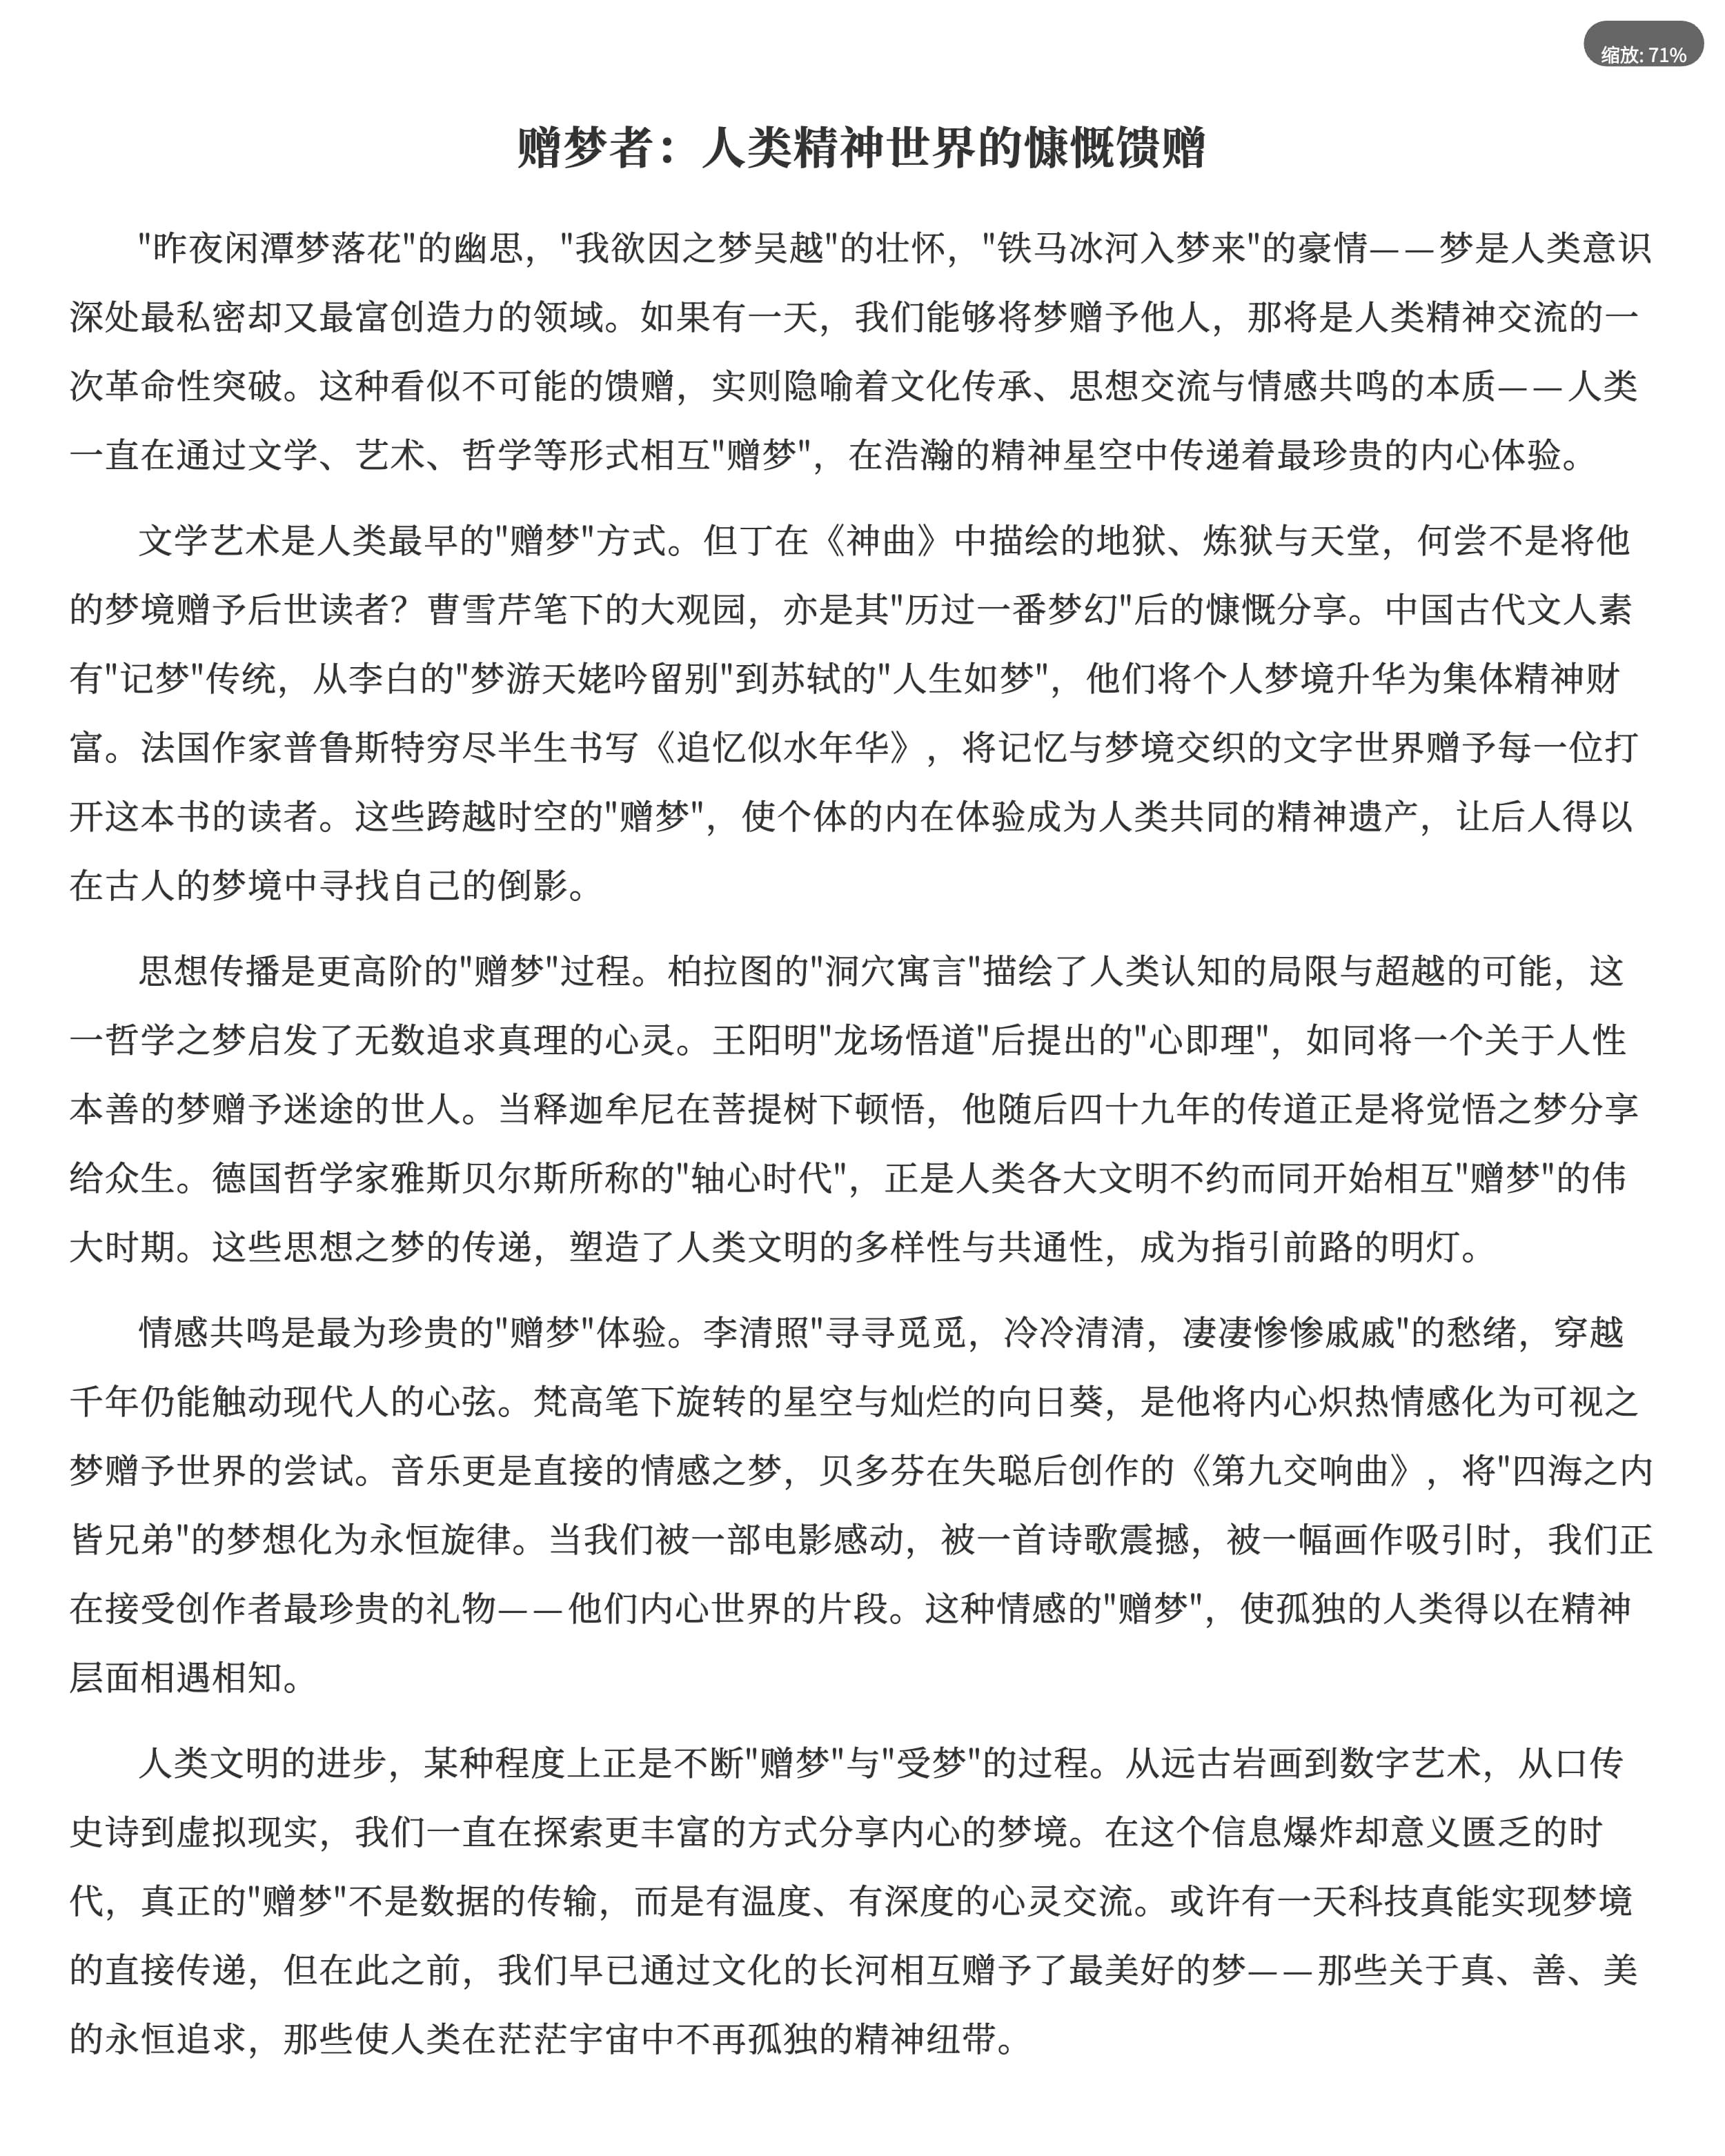 缩放: 71%
赠梦者：人类精神世界的慷慨馈赠
"昨夜闲潭梦落花"的幽思，"我欲因之梦吴越"的壮怀，"铁马冰河入梦来"的豪情——梦是人类意识
深处最私密却又最富创造力的领域。如果有一天，我们能够将梦赠予他人，那将是人类精神交流的一
次革命性突破。这种看似不可能的馈赠，实则隐喻着文化传承、思想交流与情感共鸣的本质——人类
一直在通过文学、艺术、哲学等形式相互"赠梦"，在浩瀚的精神星空中传递着最珍贵的内心体验。
文学艺术是人类最早的"赠梦"方式。但丁在《神曲》中描绘的地狱、炼狱与天堂，何尝不是将他
的梦境赠予后世读者？曹雪芹笔下的大观园，亦是其"历过一番梦幻"后的慷慨分享。中国古代文人素
有"记梦"传统，从李白的"梦游天姥吟留别"到苏轼的"人生如梦"，他们将个人梦境升华为集体精神财
富。法国作家普鲁斯特穷尽半生书写《追忆似水年华》，将记忆与梦境交织的文字世界赠予每一位打
开这本书的读者。这些跨越时空的"赠梦"，使个体的内在体验成为人类共同的精神遗产，让后人得以
在古人的梦境中寻找自己的倒影。
思想传播是更高阶的"赠梦"过程。柏拉图的"洞穴寓言"描绘了人类认知的局限与超越的可能，这
一哲学之梦启发了无数追求真理的心灵。王阳明"龙场悟道"后提出的"心即理"，如同将一个关于人性
本善的梦赠予迷途的世人。当释迦牟尼在菩提树下顿悟，他随后四十九年的传道正是将觉悟之梦分享
给众生。德国哲学家雅斯贝尔斯所称的"轴心时代"，正是人类各大文明不约而同开始相互"赠梦"的伟
大时期。这些思想之梦的传递，塑造了人类文明的多样性与共通性，成为指引前路的明灯。
情感共鸣是最为珍贵的"赠梦"体验。李清照"寻寻觅觅，冷冷清清，凄凄惨惨戚戚"的愁绪，穿越
千年仍能触动现代人的心弦。梵高笔下旋转的星空与灿烂的向日葵，是他将内心炽热情感化为可视之
梦赠予世界的尝试。音乐更是直接的情感之梦，贝多芬在失聪后创作的《第九交响曲》，将"四海之内
皆兄弟"的梦想化为永恒旋律。当我们被一部电影感动，被一首诗歌震撼，被一幅画作吸引时，我们正
在接受创作者最珍贵的礼物——他们内心世界的片段。这种情感的"赠梦"，使孤独的人类得以在精神
层面相遇相知。
人类文明的进步，某种程度上正是不断"赠梦"与"受梦"的过程。从远古岩画到数字艺术，从口传
史诗到虚拟现实，我们一直在探索更丰富的方式分享内心的梦境。在这个信息爆炸却意义匮乏的时
代，真正的"赠梦"不是数据的传输，而是有温度、有深度的心灵交流。或许有一天科技真能实现梦境
的直接传递，但在此之前，我们早已通过文化的长河相互赠予了最美好的梦——那些关于真、善、美
的永恒追求，那些使人类在茫茫宇宙中不再孤独的精神纽带。